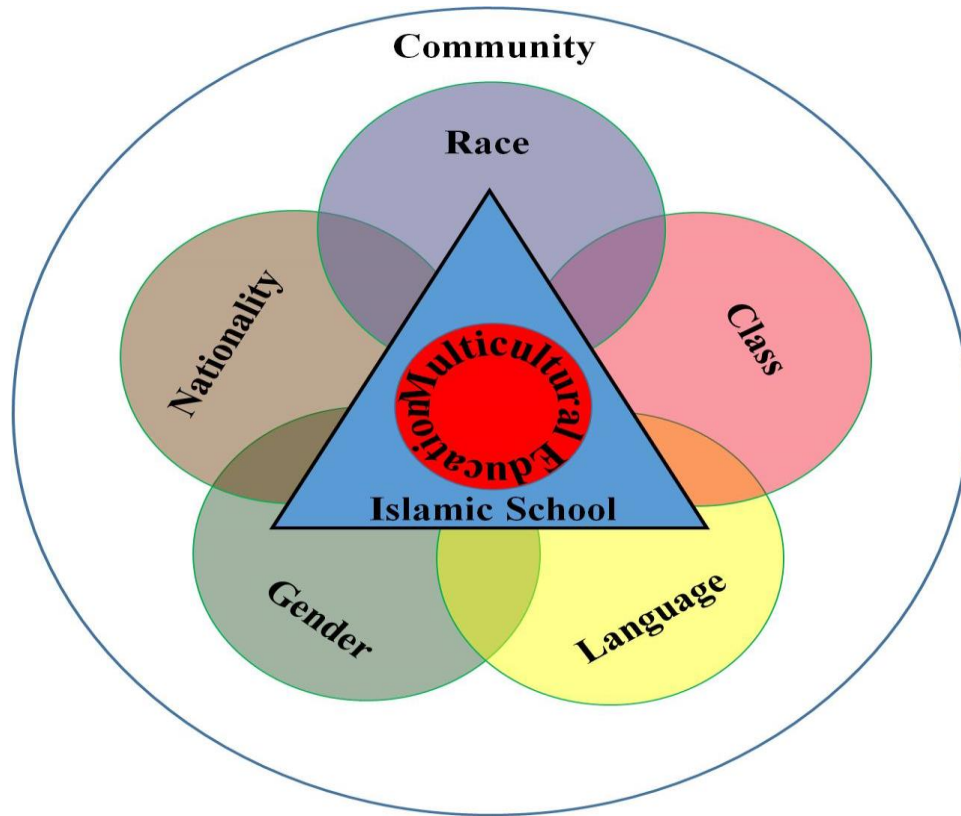 Community
Race
Nationality
Class
Multicultural Education
Islamic School
Gender
Language